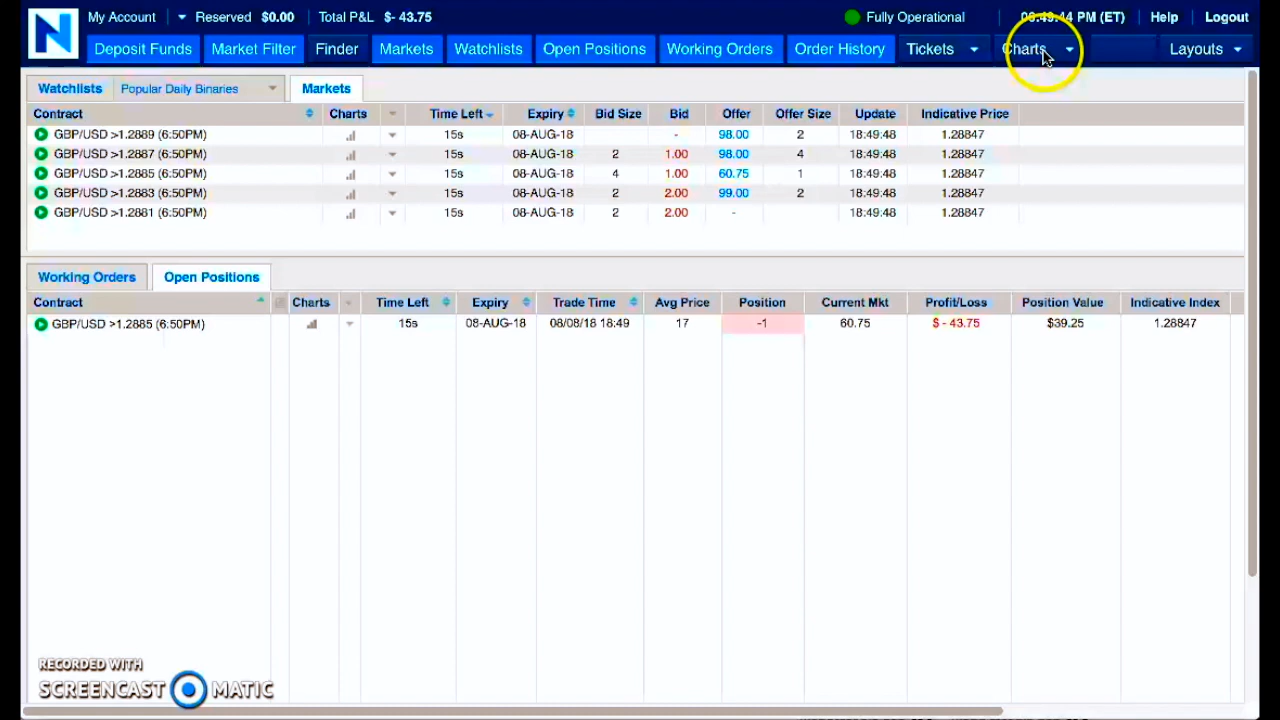 My Account Reserved $0.00 Total P&L $- 43.75 Fully Operational 06:49:44 PM (ET) Help Logout
N
Deposit Funds Market Filter Finder Markets Watchlists Open Positions Working Orders Order History Tickets Charts Layouts
Watchlists Popular Daily Binaries Markets
Contract Charts Time Left Expiry Bid Size Bid Offer Offer Size Update Indicative Price
GBP/USD >1.2889 (6:50PM) 15s 08-AUG-18 - 98.00 2 18:49:48 1.28847
GBP/USD >1.2887 (6:50PM) 15s 08-AUG-18 2 1.00 98.00 4 18:49:48 1.28847
GBP/USD >1.2885 (6:50PM) 15s 08-AUG-18 4 1.00 60.75 1 18:49:48 1.28847
GBP/USD >1.2883 (6:50PM) 15s 08-AUG-18 2 2.00 99.00 2 18:49:48 1.28847
GBP/USD >1.2881 (6:50PM) 15s 08-AUG-18 2 2.00 - 18:49:48 1.28847
Working Orders Open Positions
Contract Charts Time Left Expiry Trade Time Avg Price Position Current Mkt Profit/Loss Position Value Indicative Index
GBP/USD >1.2885 (6:50PM) 15s 08-AUG-18 08/08/18 18:49 17 -1 60.75 $ - 43.75 $39.25 1.28847
RECORDED WITH
SCREENCAST MATIC